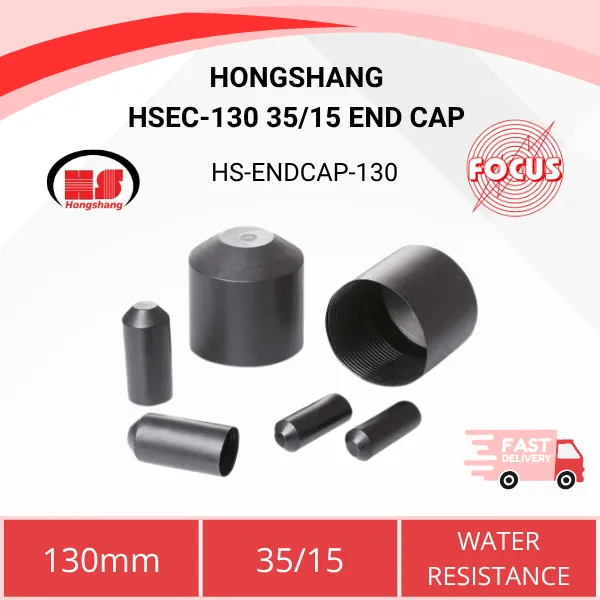 HONGSHANG
HSEC-130 35/15 END CAP
HS-ENDCAP-130
HS
Hongshang
FOCUS
FAST
DELIVERY
130mm
35/15
WATER
RESISTANCE